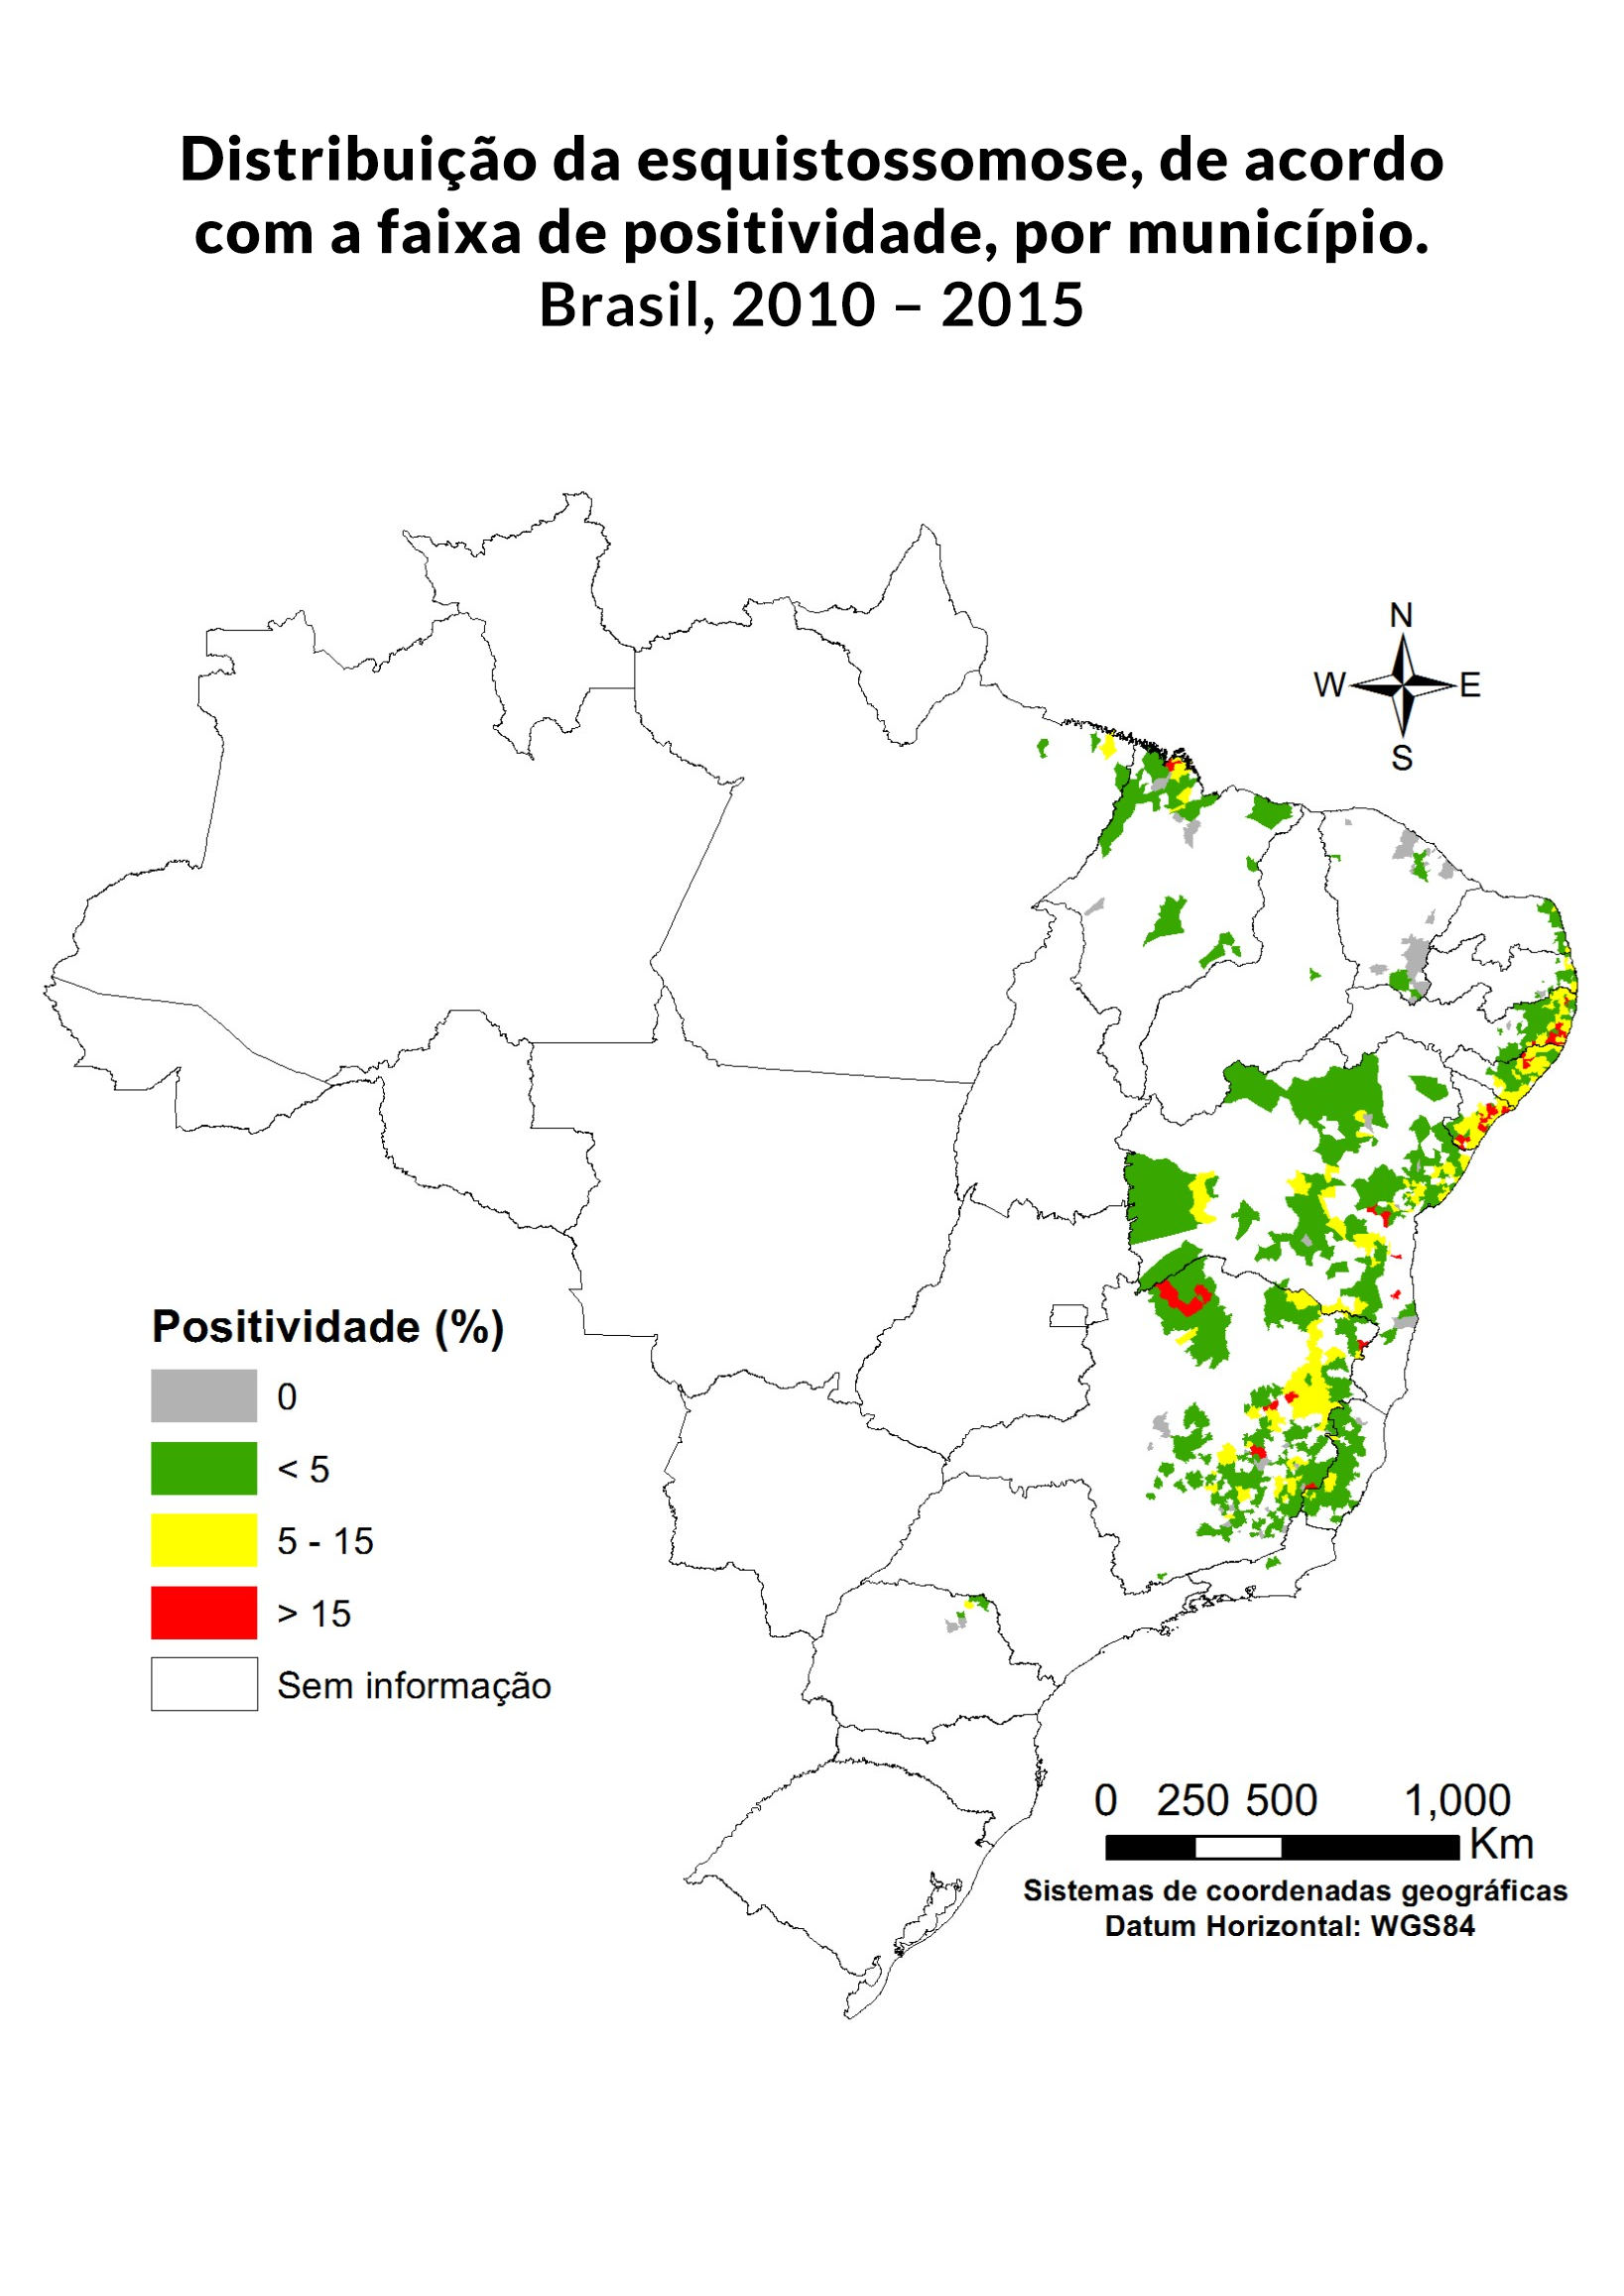 Distribuição da esquistossomose, de acordo
com a faixa de positividade, por município.
Brasil, 2010 – 2015
N
W E
S
Positividade (%)
0
< 5
5 - 15
> 15
Sem informação
0 250 500 1,000
Km
Sistemas de coordenadas geográficas
Datum Horizontal: WGS84